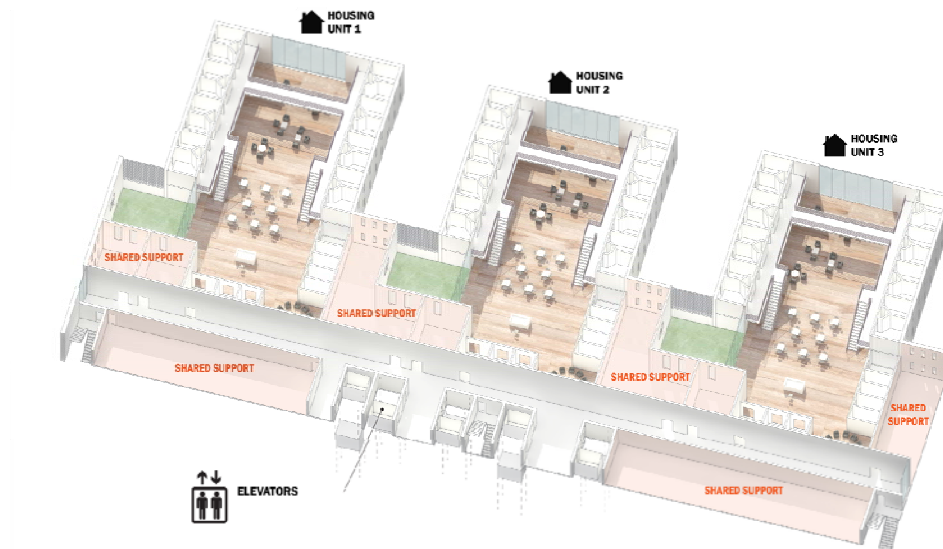 HOUSING
UNIT 1
HOUSING
UNIT 2
HOUSING
UNIT 3
SHARED SUPPORT
SHARED SUPPORT
SHARED SUPPORT
SHARED SUPPORT
SHARED
SUPPORT
ELEVATORS
SHARED SUPPORT